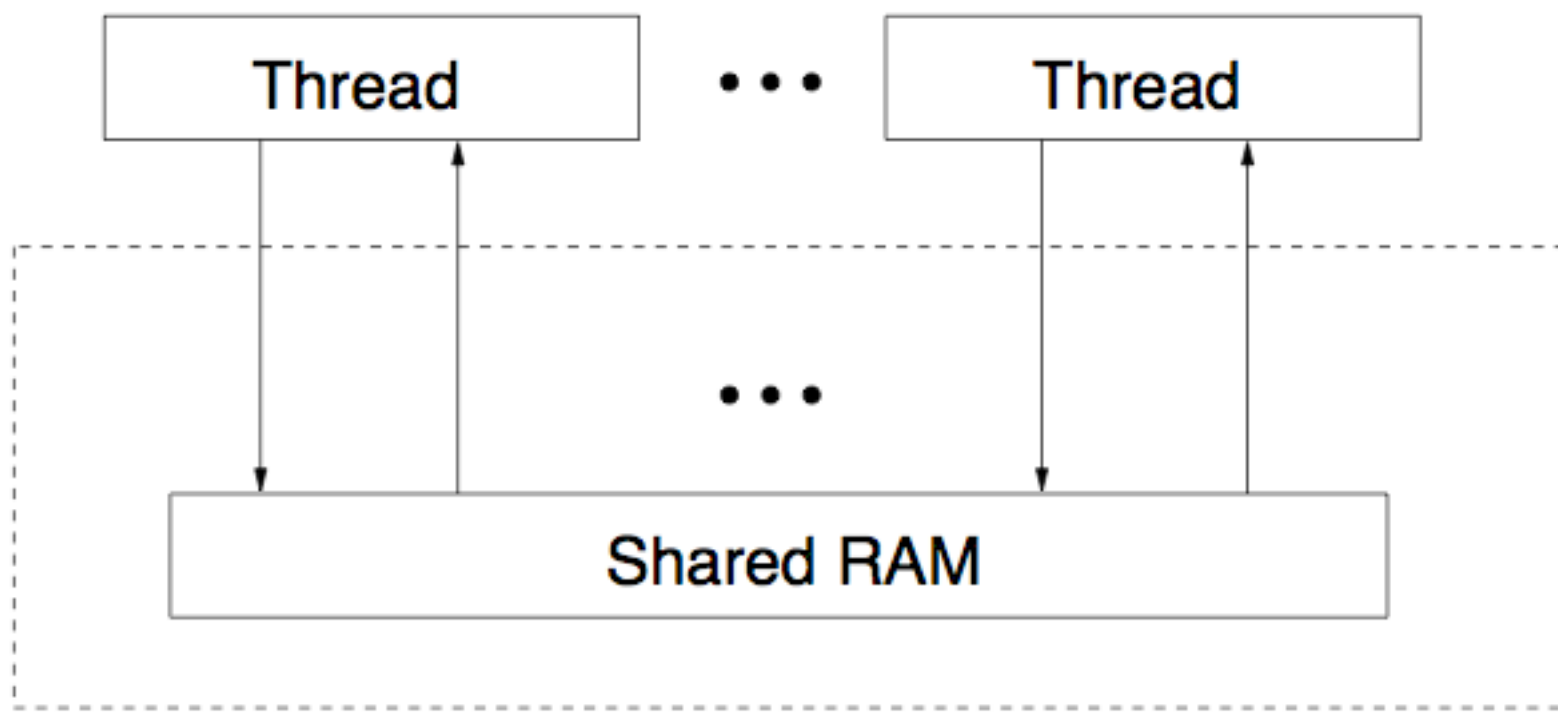 Thread
• • •
Thread
• • •
Shared RAM